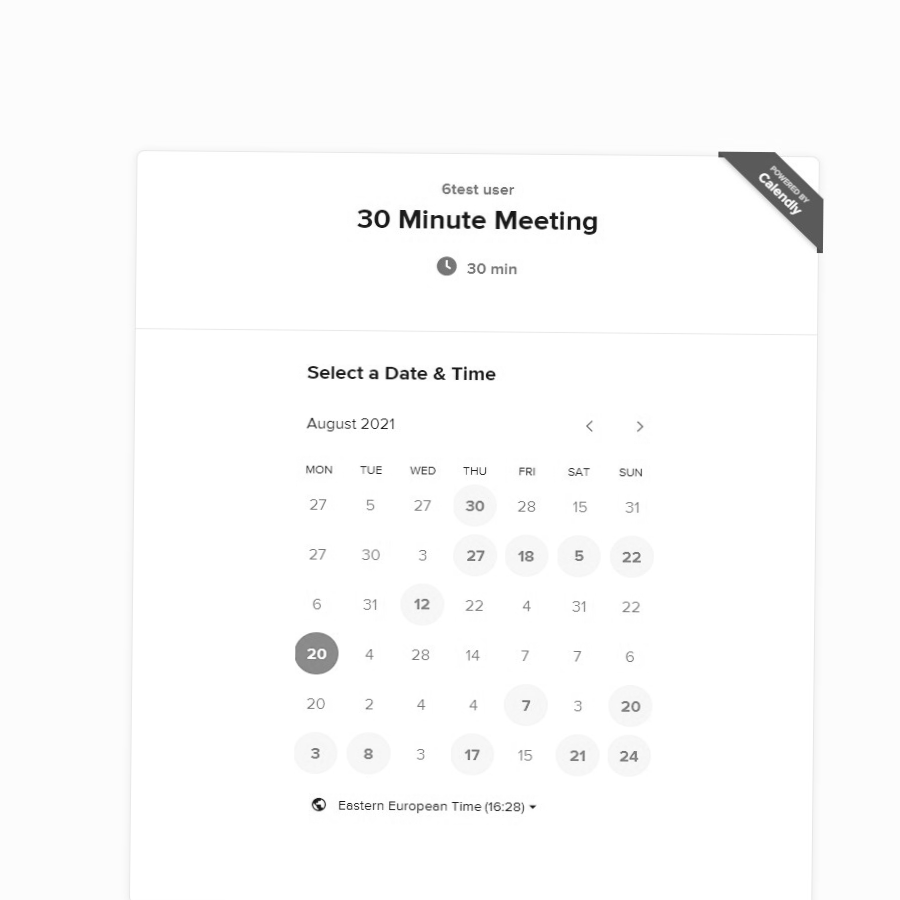 6test user
30 Minute Meeting
30 min
POWERED BY
Calendly
Select a Date & Time
August 2021
MON TUE WED THU FRI SAT SUN
27 5 27 30 28 15 31
27 30 3 27 18 5 22
6 31 12 22 4 31 22
20 4 28 14 7 7 6
20 2 4 4 7 3 20
3 8 3 17 15 21 24
Eastern European Time (16:28)